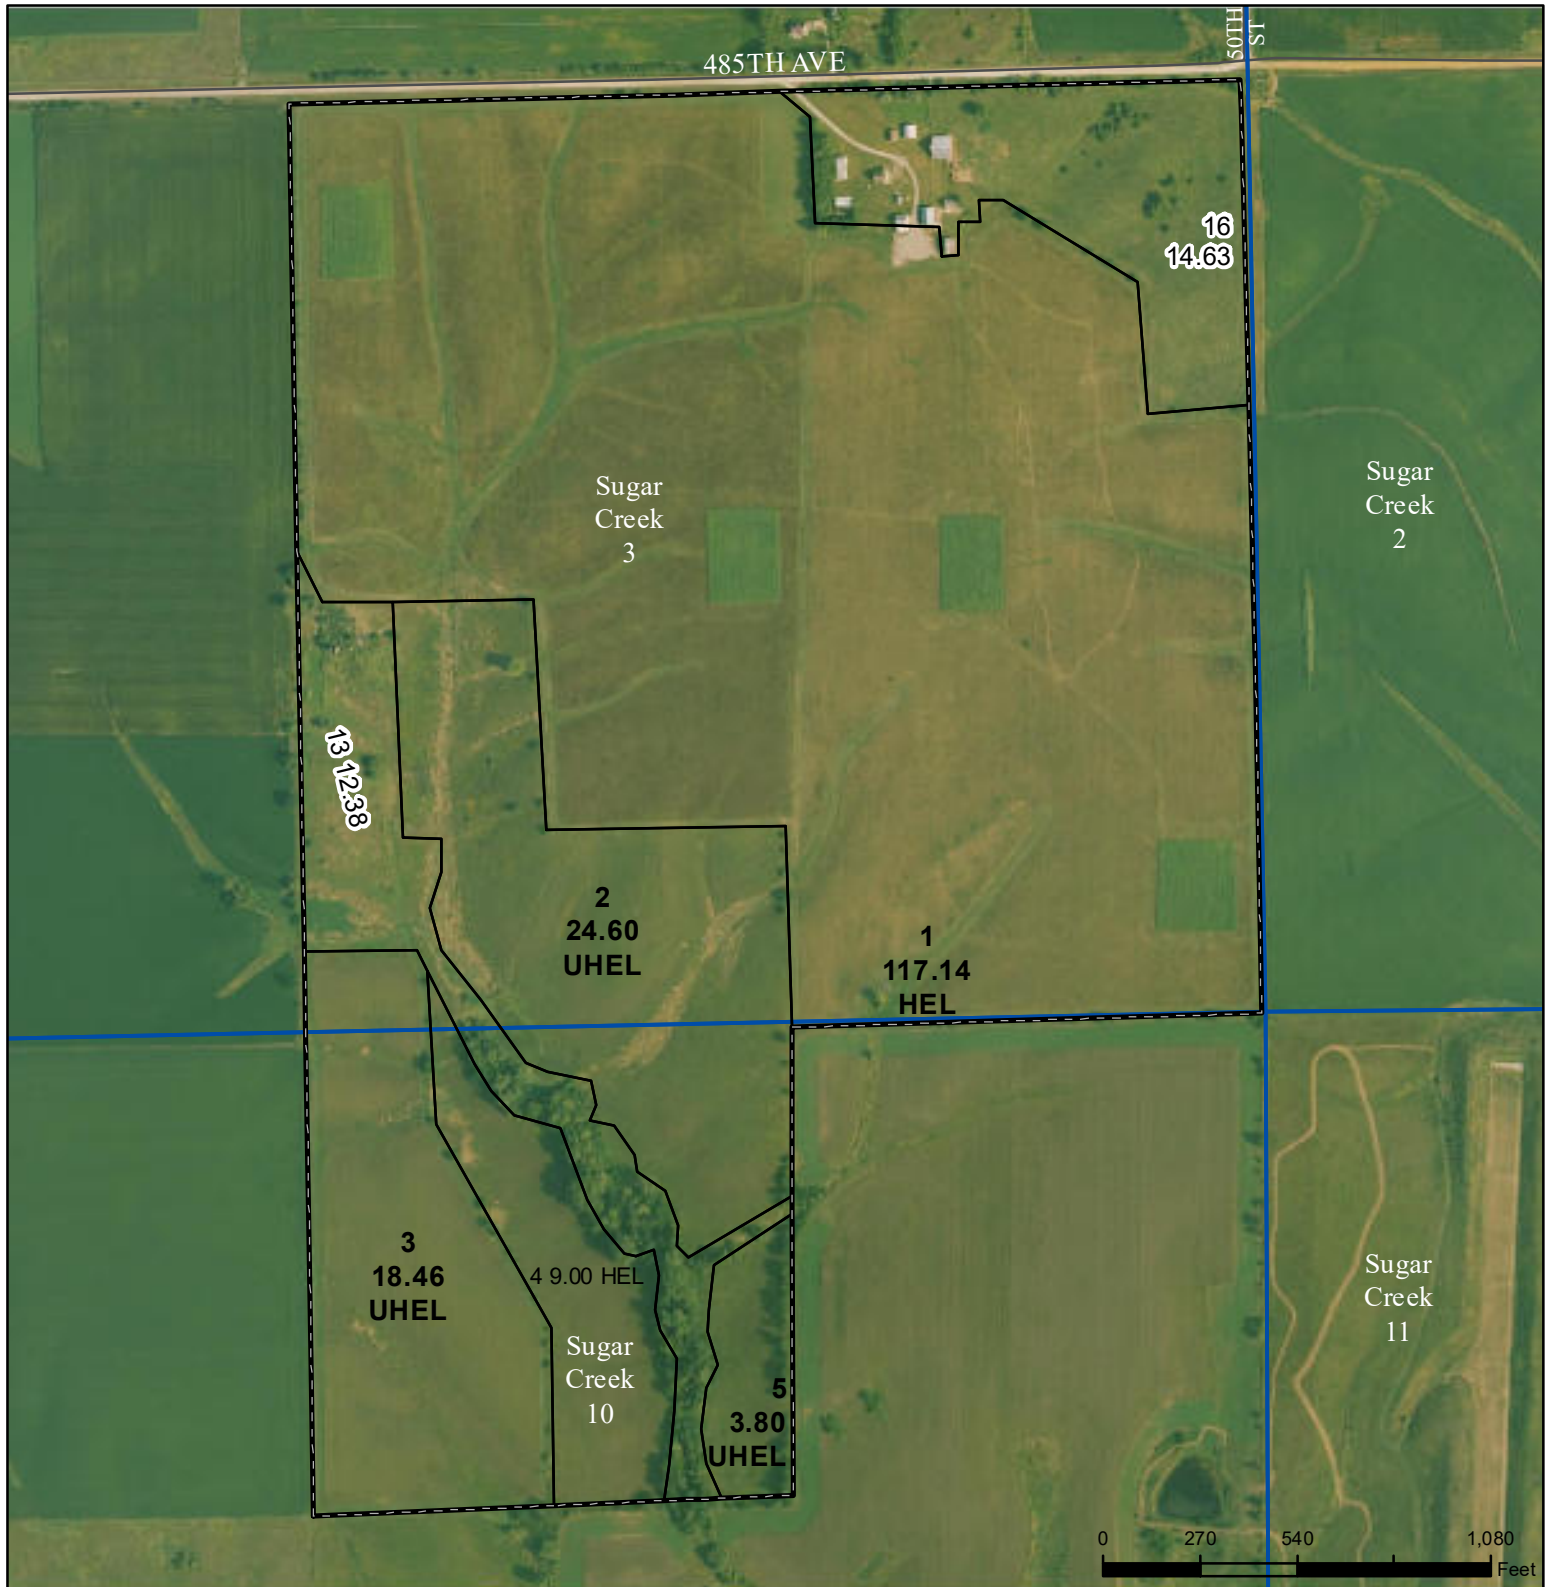 485TH AVE
50TH
ST
16
14.63
Sugar
Creek
3
Sugar
Creek
2
13 12.38
2
24.60
UHEL
1
117.14
HEL
3
18.46
UHEL
4 9.00 HEL
Sugar
Creek
10
5
3.80
UHEL
Sugar
Creek
11
0 270 540 1,080
Feet